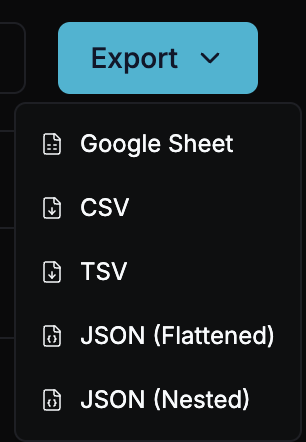 Export
Google Sheet
CSV
TSV
JSON (Flattened)
JSON (Nested)